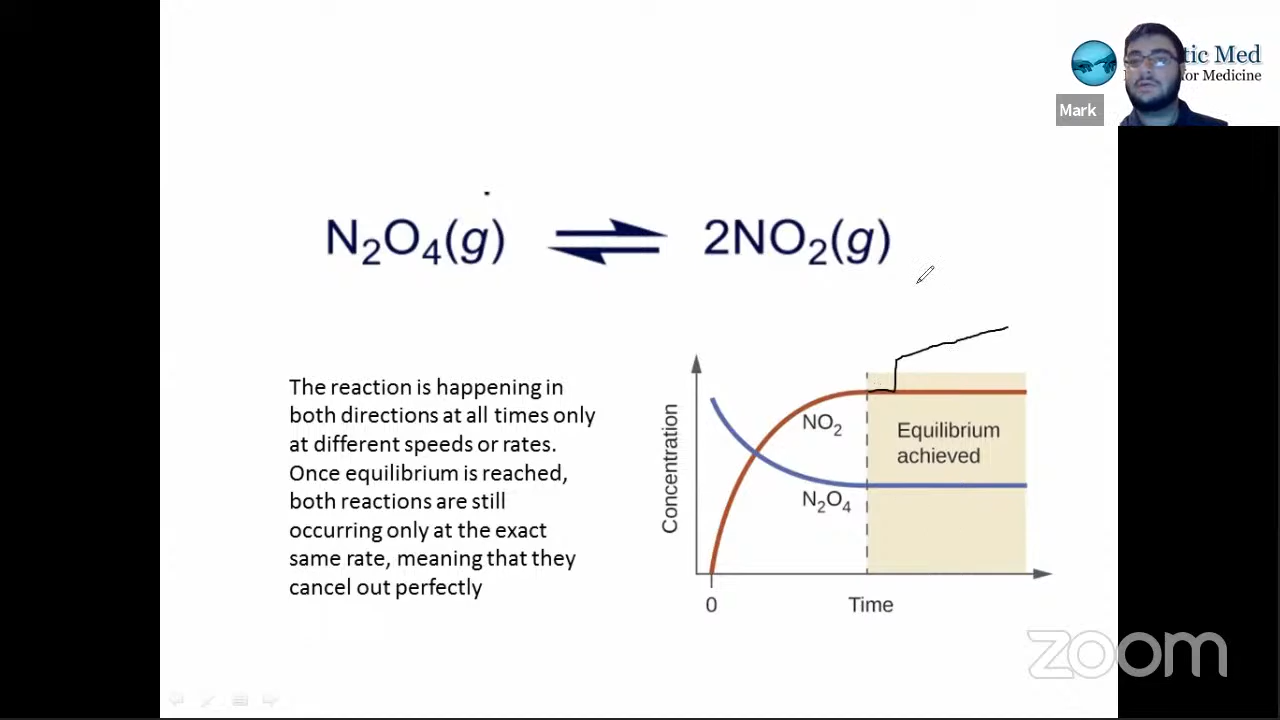 tic Med
for Medicine
Mark
N₂O₄(g) ⇌ 2NO₂(g)
The reaction is happening in
both directions at all times only
at different speeds or rates.
Once equilibrium is reached,
both reactions are still
occurring only at the exact
same rate, meaning that they
cancel out perfectly
Concentration
NO₂
Equilibrium
achieved
N₂O₄
0
Time
zoom